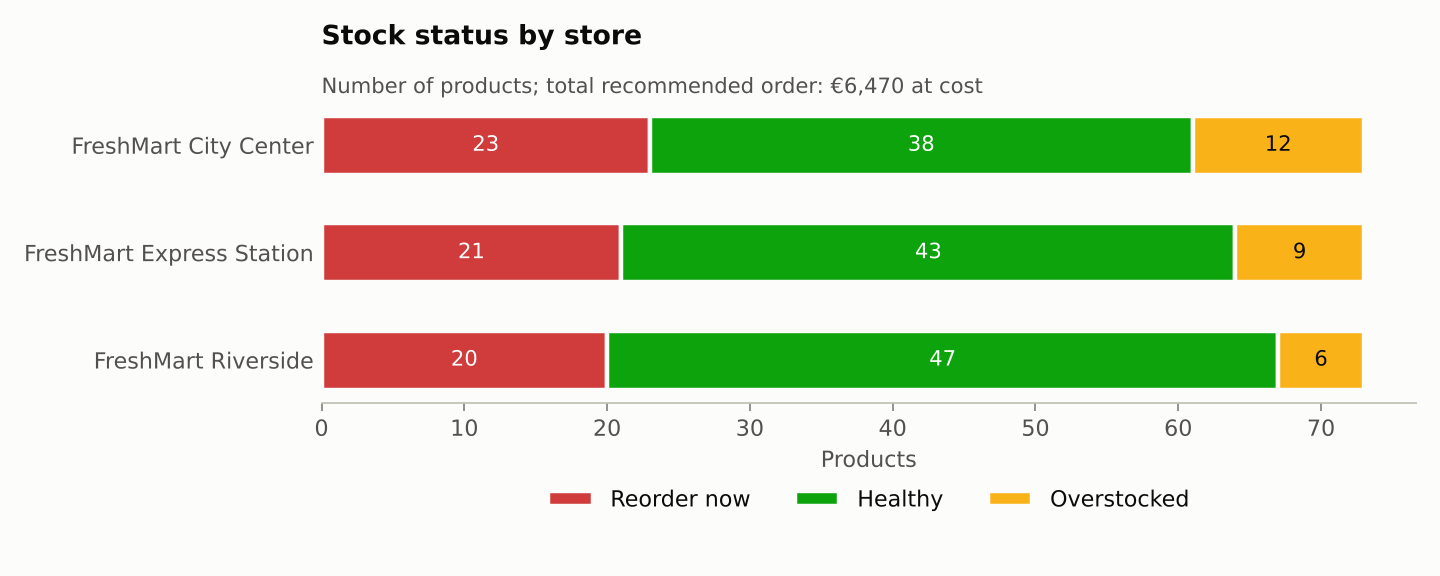 Stock status by store
Number of products; total recommended order: €6,470 at cost
FreshMart City Center 23 38 12
FreshMart Express Station 21 43 9
FreshMart Riverside 20 47 6
0 10 20 30 40 50 60 70
Products
Reorder now Healthy Overstocked